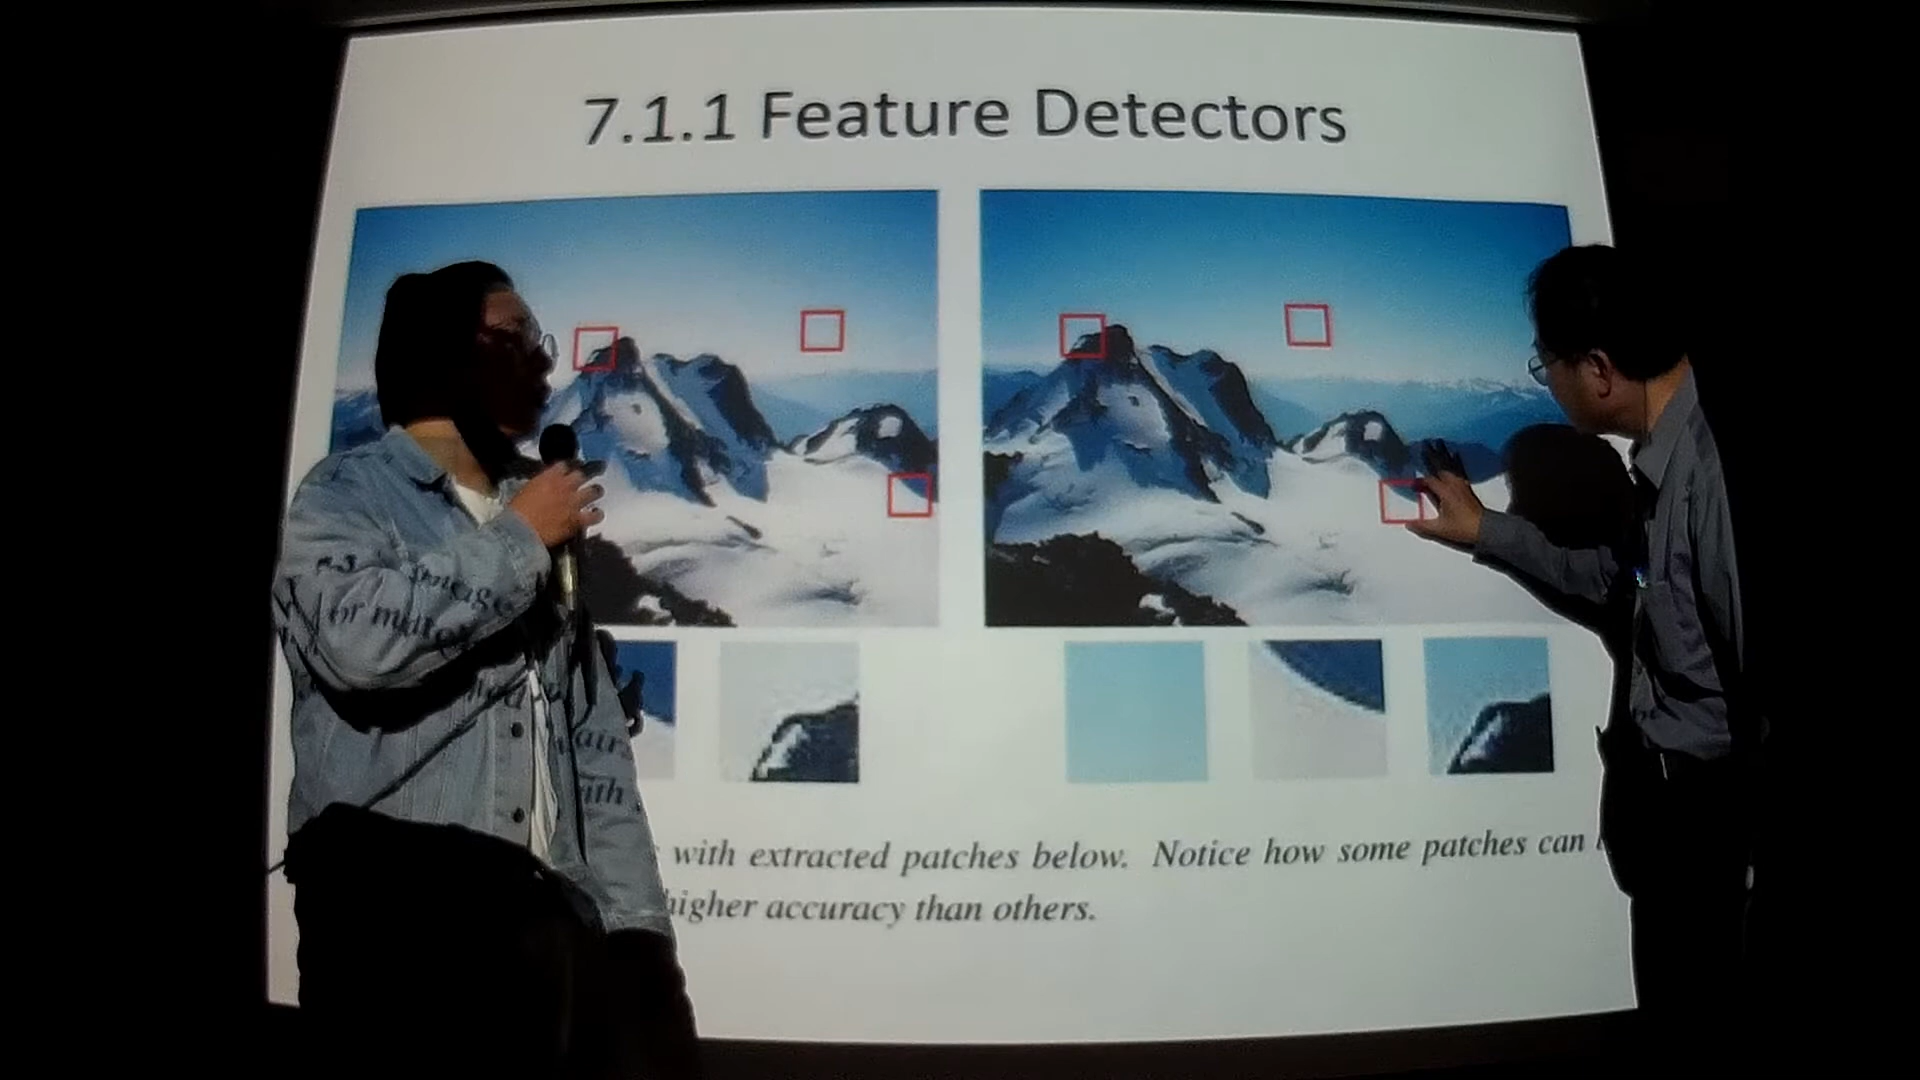 7.1.1 Feature Detectors
with extracted patches below. Notice how some patches can
higher accuracy than others.